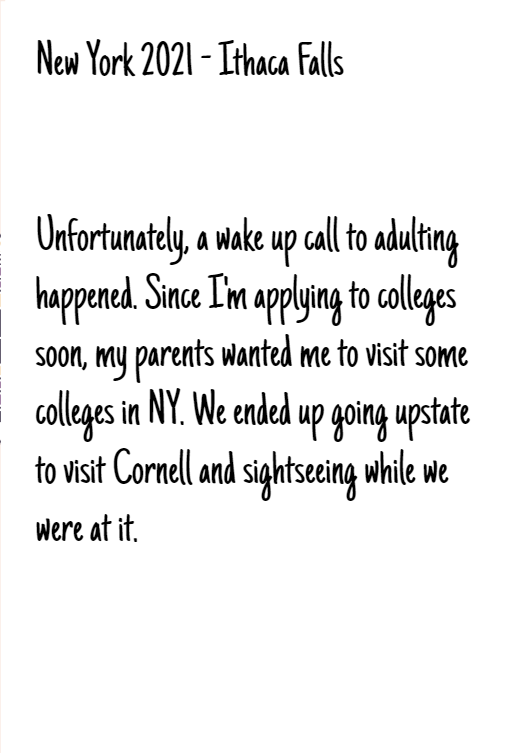 New York 2021 - Ithaca Falls
Unfortunately, a wake up call to adulting
happened. Since I'm applying to colleges
soon, my parents wanted me to visit some
colleges in NY. We ended up going upstate
to visit Cornell and sightseeing while we
were at it.